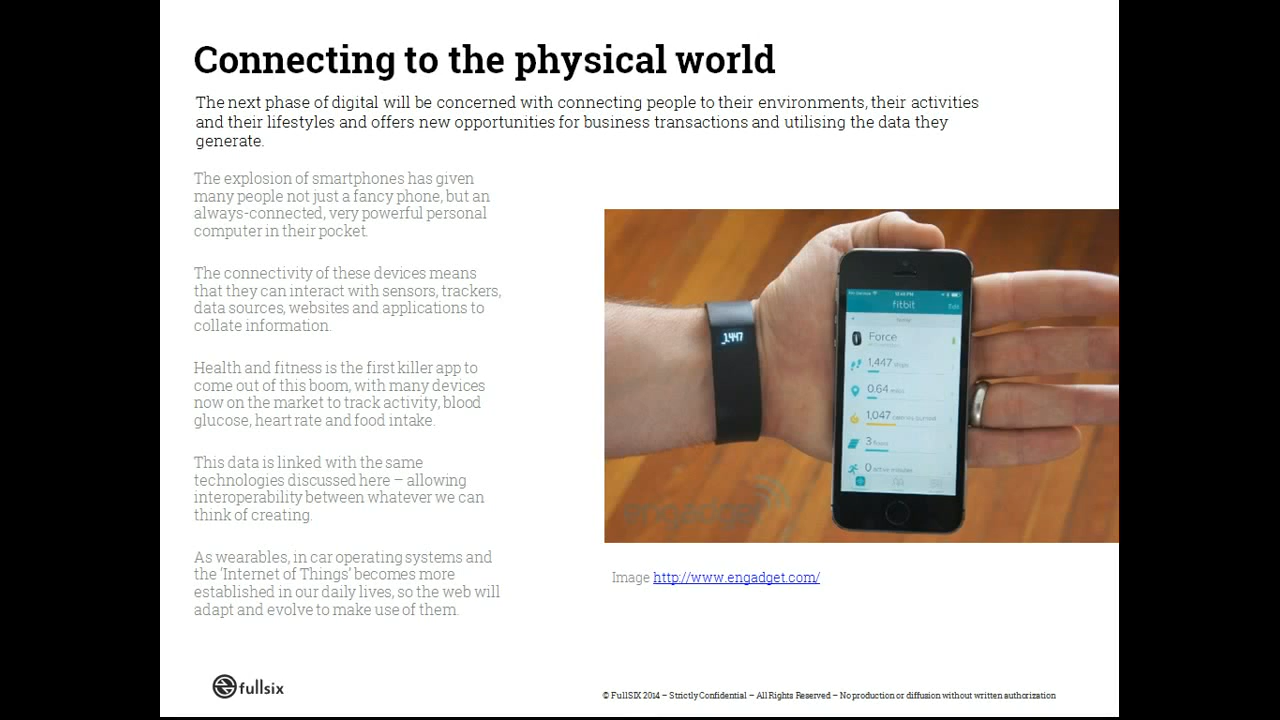 Connecting to the physical world
The next phase of digital will be concerned with connecting people to their environments, their activities
and their lifestyles and offers new opportunities for business transactions and utilising the data they
generate.
The explosion of smartphones has given
many people not just a fancy phone, but an
always-connected, very powerful personal
computer in their pocket.
The connectivity of these devices means
that they can interact with sensors, trackers,
data sources, websites and applications to
collate information.
Health and fitness is the first killer app to
come out of this boom, with many devices
now on the market to track activity, blood
glucose, heart rate and food intake.
This data is linked with the same
technologies discussed here – allowing
interoperability between whatever we can
think of creating.
As wearables, in car operating systems and
the ‘Internet of Things’ becomes more
established in our daily lives, so the web will
adapt and evolve to make use of them.
1,447
fitbit
Edit
Force
1,447 steps
0.64 miles
1,047 calories burned
3 floors
0 active minutes
engadget
Image http://www.engadget.com/
fullsix
© FullSIX 2014 – Strictly Confidential – All Rights Reserved – No production or diffusion without written authorization